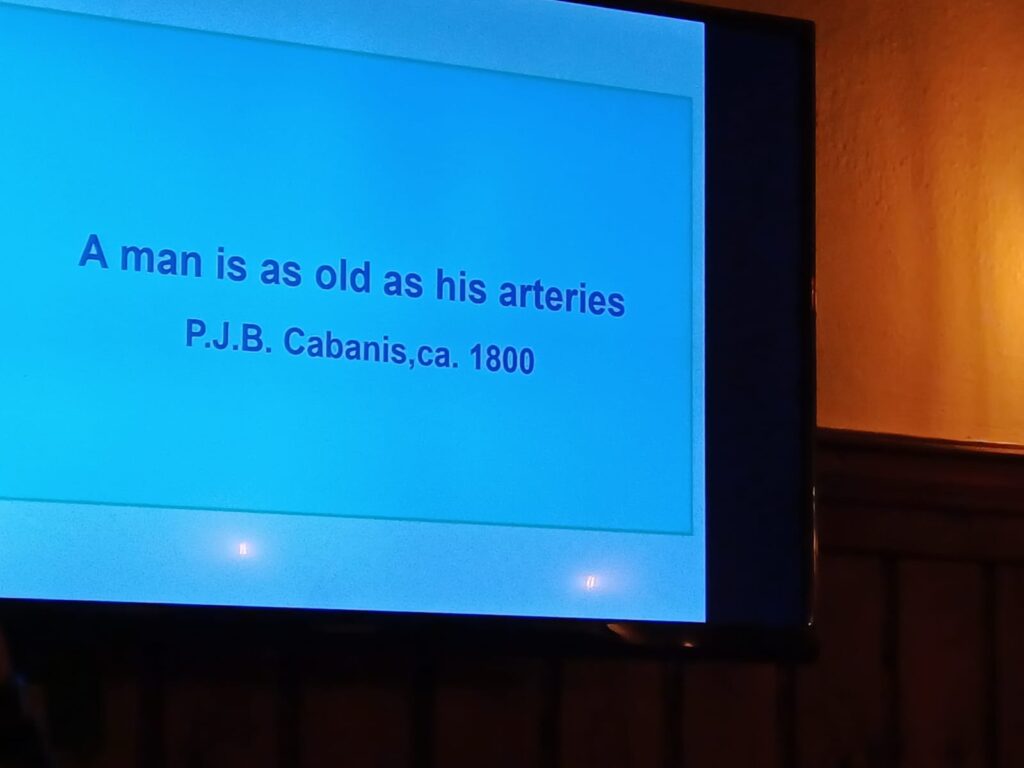 A man is as old as his arteries
P.J.B. Cabanis,ca. 1800